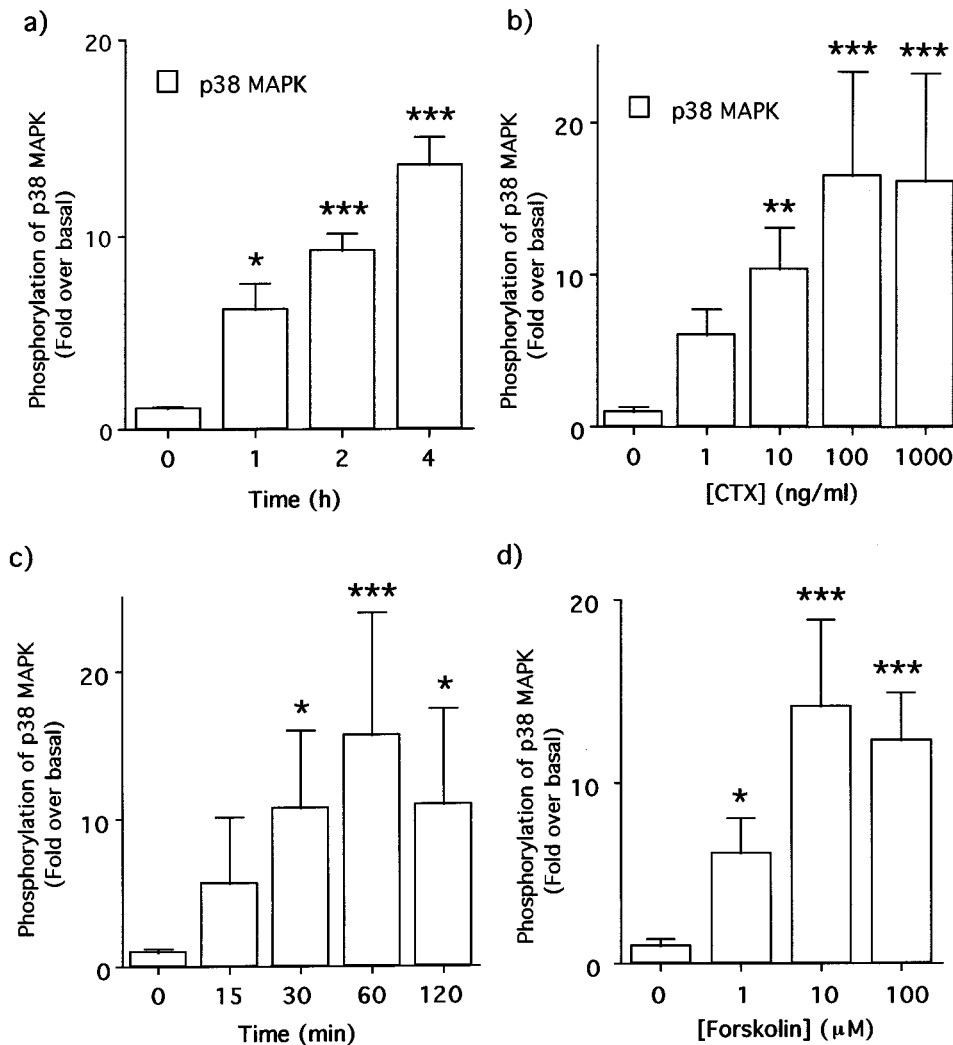 a)
Phosphorylation of p38 MAPK
(Fold over basal)
20
10
0
p38 MAPK
*
***
***
0 1 2 4
Time (h)
b)
Phosphorylation of p38 MAPK
(Fold over basal)
20
10
0
p38 MAPK
**
***
***
0 1 10 100 1000
[CTX] (ng/ml)
c)
Phosphorylation of p38 MAPK
(Fold over basal)
20
10
0
*
***
*
0 15 30 60 120
Time (min)
d)
Phosphorylation of p38 MAPK
(Fold over basal)
20
10
0
*
***
***
0 1 10 100
[Forskolin] (μM)